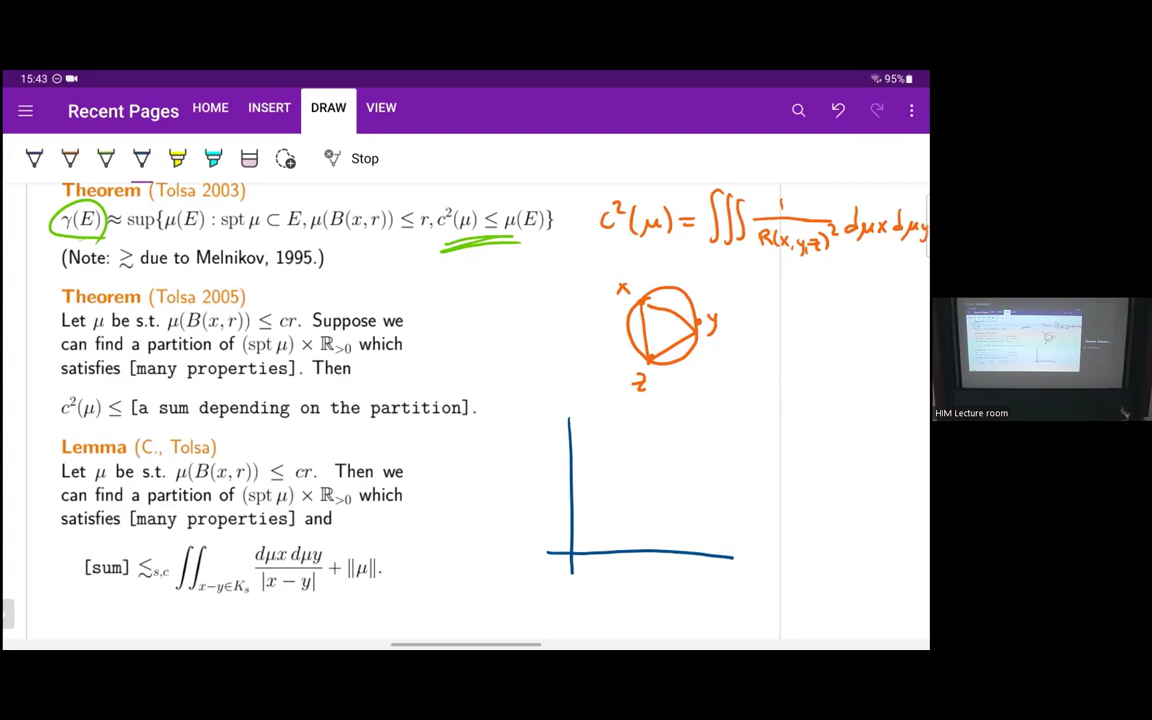 15:43 95%
Recent Pages HOME INSERT DRAW VIEW
Stop
Theorem (Tolsa 2003)
γ(E) ≈ sup{μ(E) : spt μ ⊂ E, μ(B(x, r)) ≤ r, c²(μ) ≤ μ(E)}
(Note: ≳ due to Melnikov, 1995.)
Theorem (Tolsa 2005)
Let μ be s.t. μ(B(x, r)) ≤ cr. Suppose we
can find a partition of (spt μ) × ℝ>0 which
satisfies [many properties]. Then
c²(μ) ≤ [a sum depending on the partition].
Lemma (C., Tolsa)
Let μ be s.t. μ(B(x, r)) ≤ cr. Then we
can find a partition of (spt μ) × ℝ>0 which
satisfies [many properties] and
[sum] ≲s,c ∬x−y∈Ks dμx dμy / |x − y| + ‖μ‖.
c²(μ) = ∭ 1 / R(x,y,z)² dμx dμy
x
y
z
HIM Lecture room